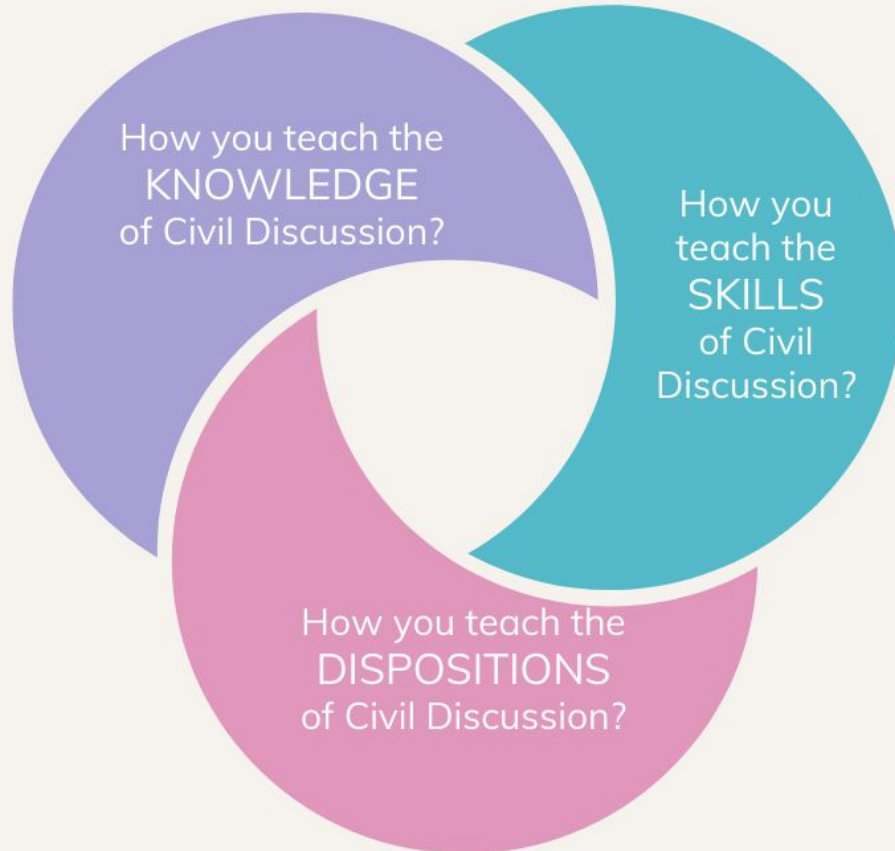 How you teach the
KNOWLEDGE
of Civil Discussion?
How you
teach the
SKILLS
of Civil
Discussion?
How you teach the
DISPOSITIONS
of Civil Discussion?